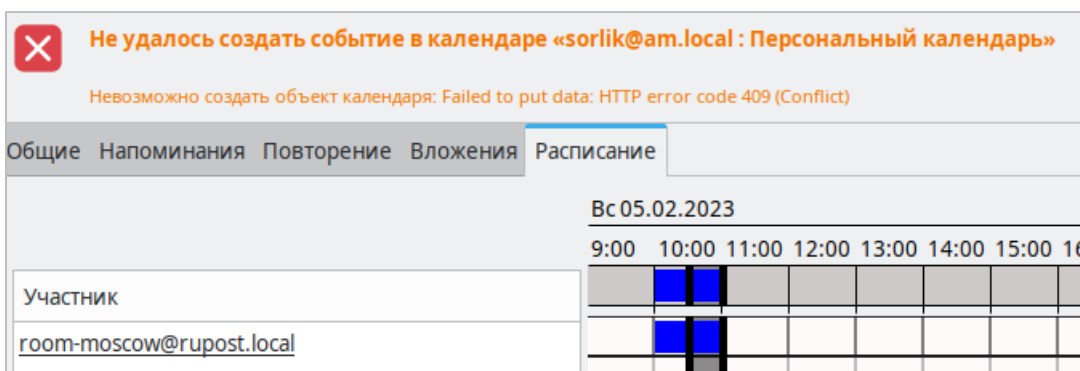 Не удалось создать событие в календаре «sorlik@am.local : Персональный календарь»
Невозможно создать объект календаря: Failed to put data: HTTP error code 409 (Conflict)
Общие Напоминания Повторение Вложения Расписание
Вс 05.02.2023
9:00 10:00 11:00 12:00 13:00 14:00 15:00
Участник
room-moscow@rupost.local